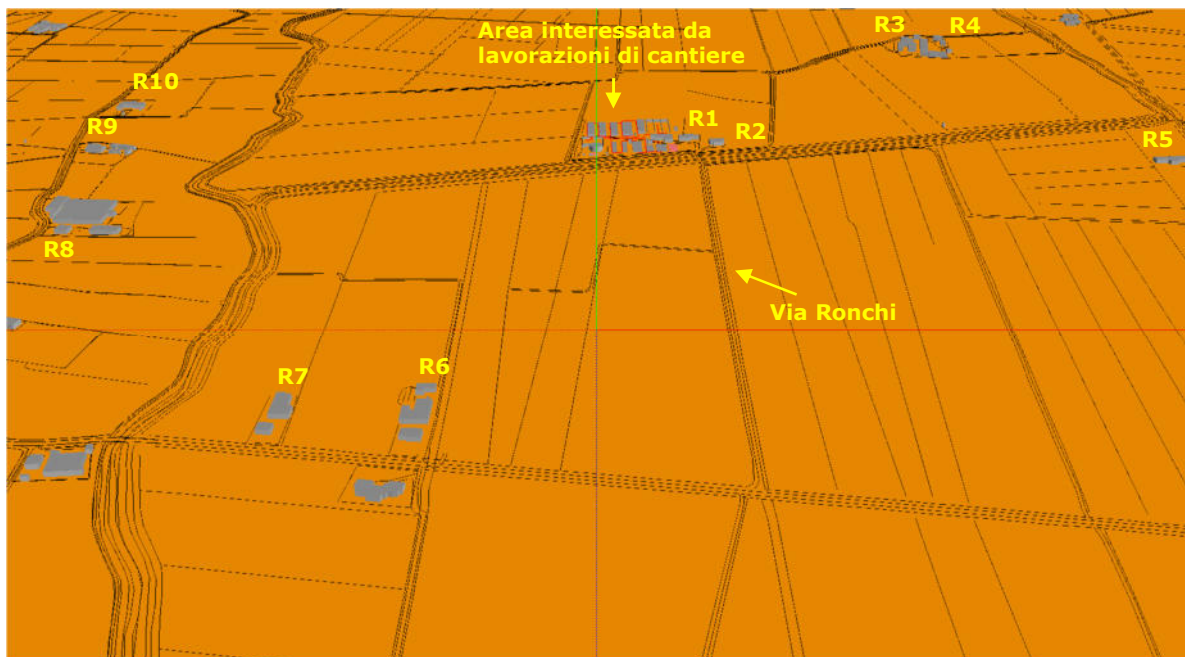 Area interessata da
lavorazioni di cantiere
R3
R4
R10
R1
R9
R2
R5
R8
Via Ronchi
R7
R6